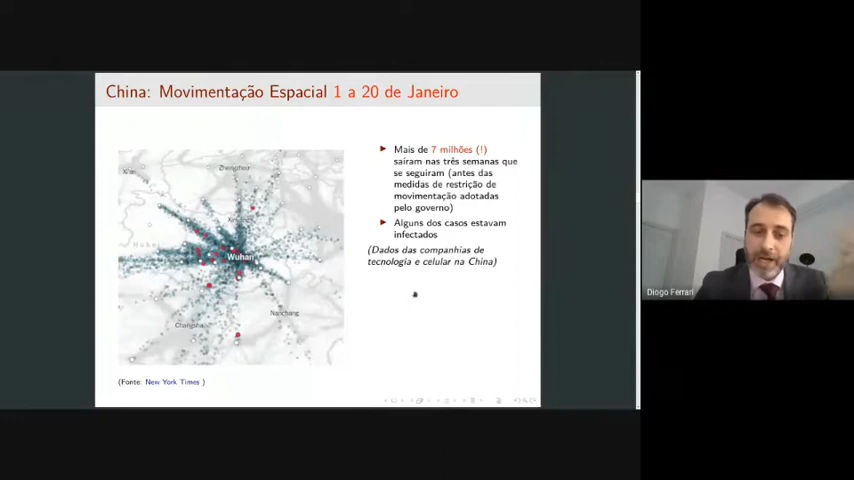 China: Movimentação Espacial 1 a 20 de Janeiro
Mais de 7 milhões (!)
saíram nas três semanas que
se seguiram (antes das
medidas de restrição de
movimentação adotadas
pelo governo)
Alguns dos casos estavam
infectados
(Dados das companhias de
tecnologia e celular na China)
Zhengzhou
Hubei
Wuhan
Nanchang
Changsha
(Fonte: New York Times )
Diogo Ferrari